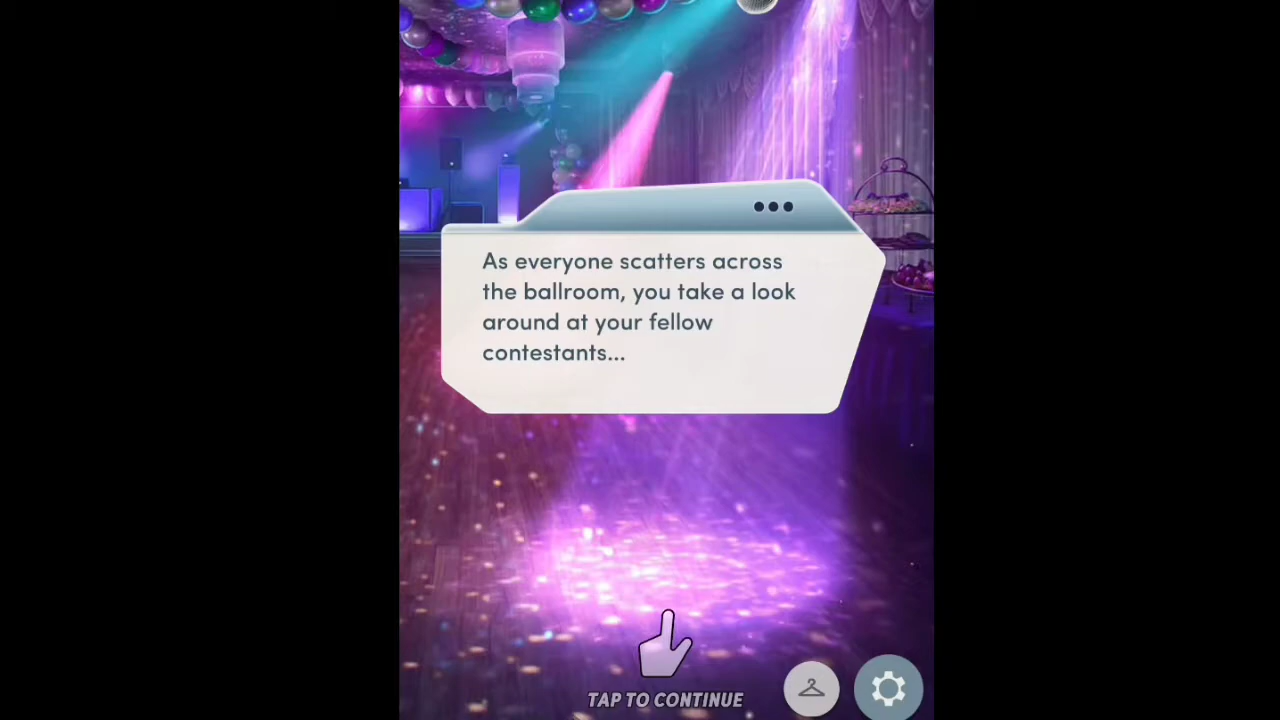 As everyone scatters across
the ballroom, you take a look
around at your fellow
contestants...
TAP TO CONTINUE